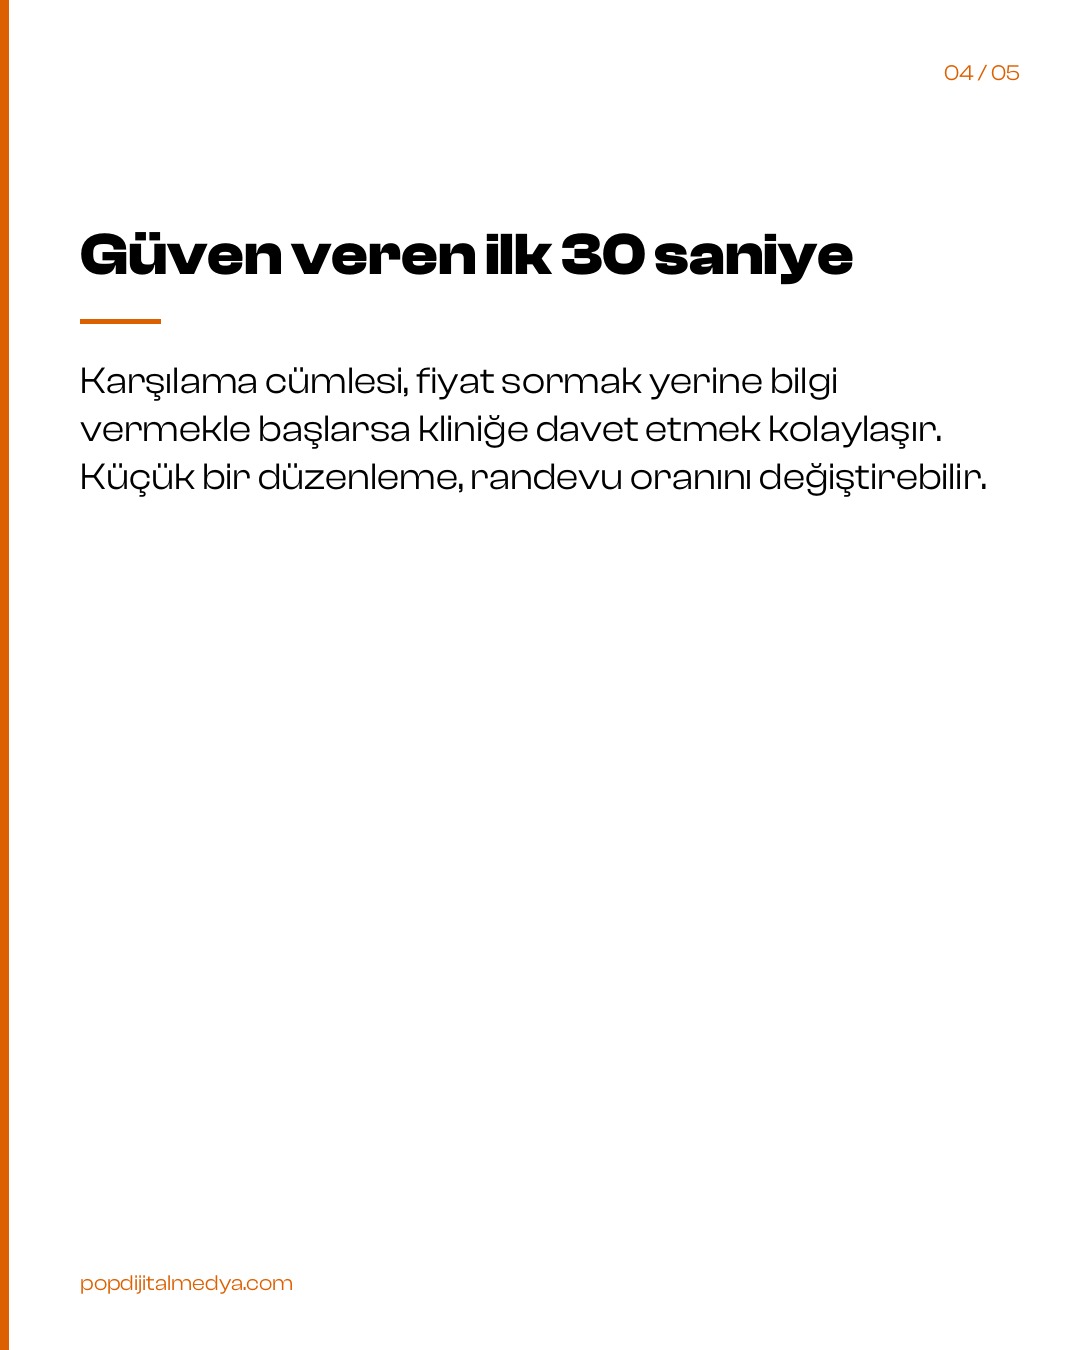 04 / 05
Güven veren ilk 30 saniye
Karşılama cümlesi, fiyat sormak yerine bilgi
vermekle başlarsa kliniğe davet etmek kolaylaşır.
Küçük bir düzenleme, randevu oranını değiştirebilir.
popdijitalmedya.com